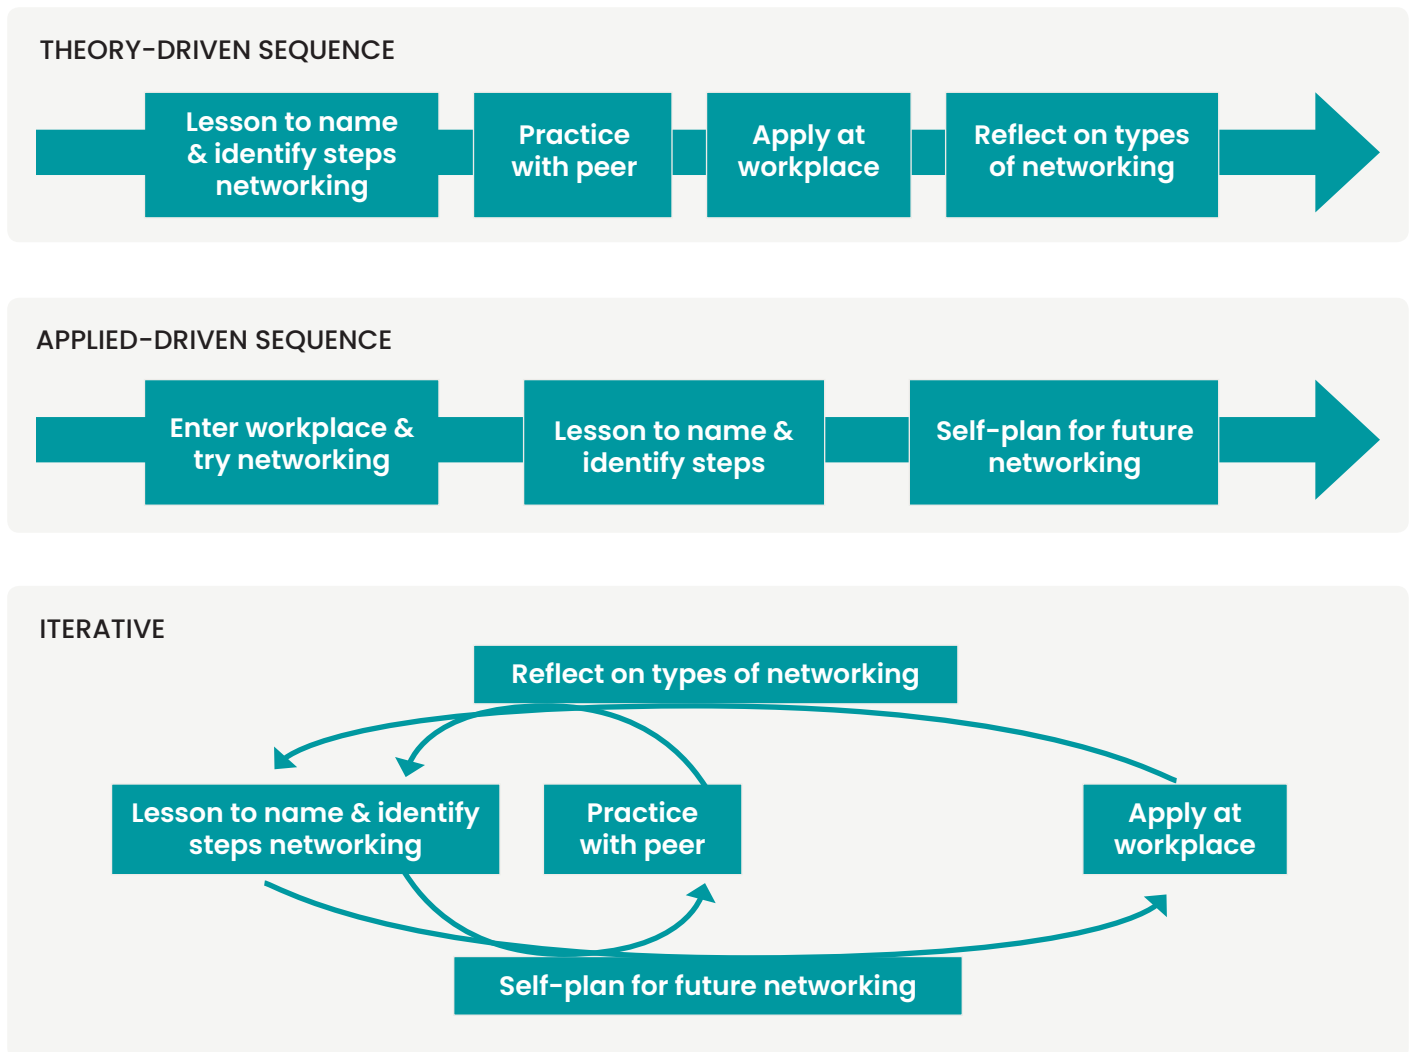 THEORY-DRIVEN SEQUENCE
Lesson to name
& identify steps
networking
Practice
with peer
Apply at
workplace
Reflect on types
of networking
APPLIED-DRIVEN SEQUENCE
Enter workplace &
try networking
Lesson to name &
identify steps
Self-plan for future
networking
ITERATIVE
Reflect on types of networking
Lesson to name & identify
steps networking
Practice
with peer
Apply at
workplace
Self-plan for future networking